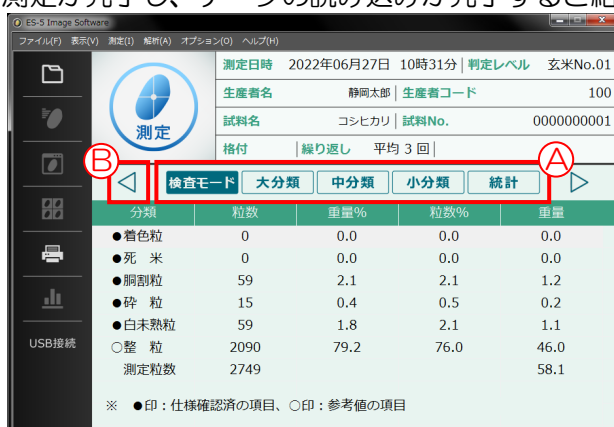 測定が完了し、データの読み込みが完了すると結
ES-5 Image Software
ファイル(F) 表示(V) 測定(I) 解析(A) オプション(O) ヘルプ(H)
測定日時 2022年06月27日 10時31分 判定レベル 玄米No.01
生産者名 静岡太郎 生産者コード 100
測定
試料名 コシヒカリ 試料No. 0000000001
格付 繰り返し 平均 3 回
B A
検査モード 大分類 中分類 小分類 統計
分類 粒数 重量% 粒数% 重量
●着色粒 0 0.0 0.0 0.0
●死 米 0 0.0 0.0 0.0
●胴割粒 59 2.1 2.1 1.2
●砕 粒 15 0.4 0.5 0.2
●白未熟粒 59 1.8 2.1 1.1
USB接続
○整 粒 2090 79.2 76.0 46.0
測定粒数 2749 58.1
※ ●印：仕様確認済の項目、○印：参考値の項目